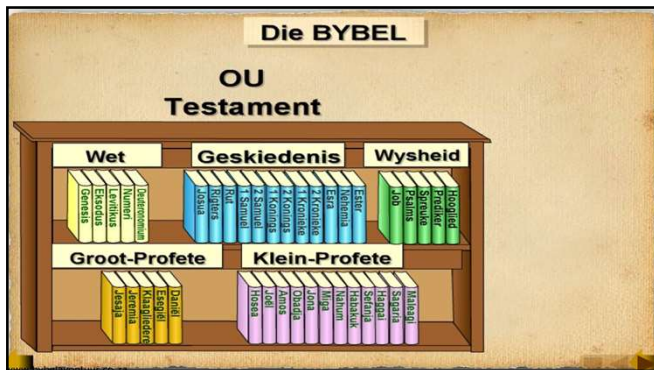 Die BYBEL
OU
Testament
Wet
Geskiedenis
Wysheid
Genesis
Eksodus
Levitikus
Numeri
Deuteronomium
Josua
Rigters
Rut
1 Samuel
2 Samuel
1 Konings
2 Konings
1 Kronieke
2 Kronieke
Esra
Nehemia
Ester
Job
Psalms
Spreuke
Prediker
Hooglied
Groot-Profete
Klein-Profete
Jesaja
Jeremia
Klaagliedere
Esegiël
Daniël
Hosea
Joël
Amos
Obadja
Jona
Miga
Nahum
Habakuk
Sefanja
Haggai
Sagaria
Maleagi